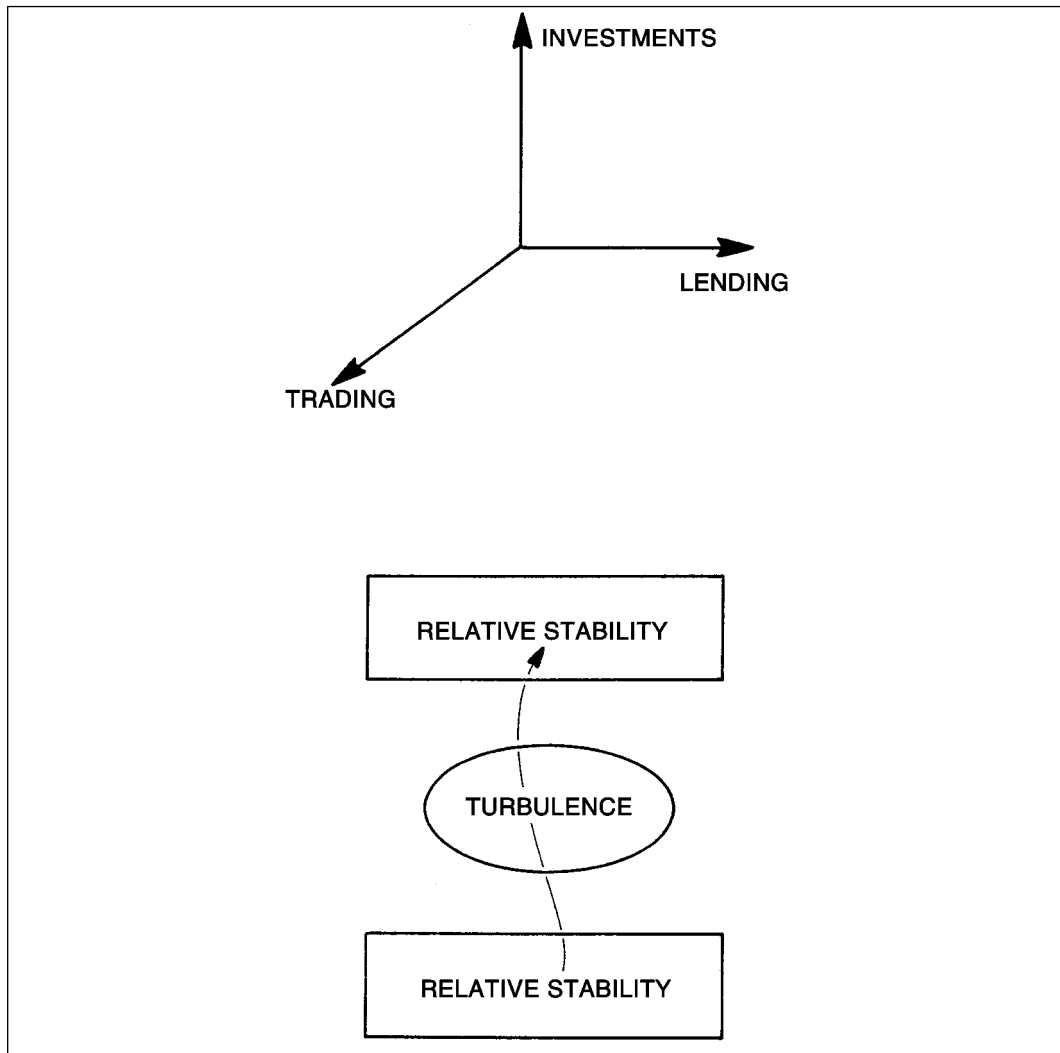 INVESTMENTS
LENDING
TRADING
RELATIVE STABILITY
TURBULENCE
RELATIVE STABILITY